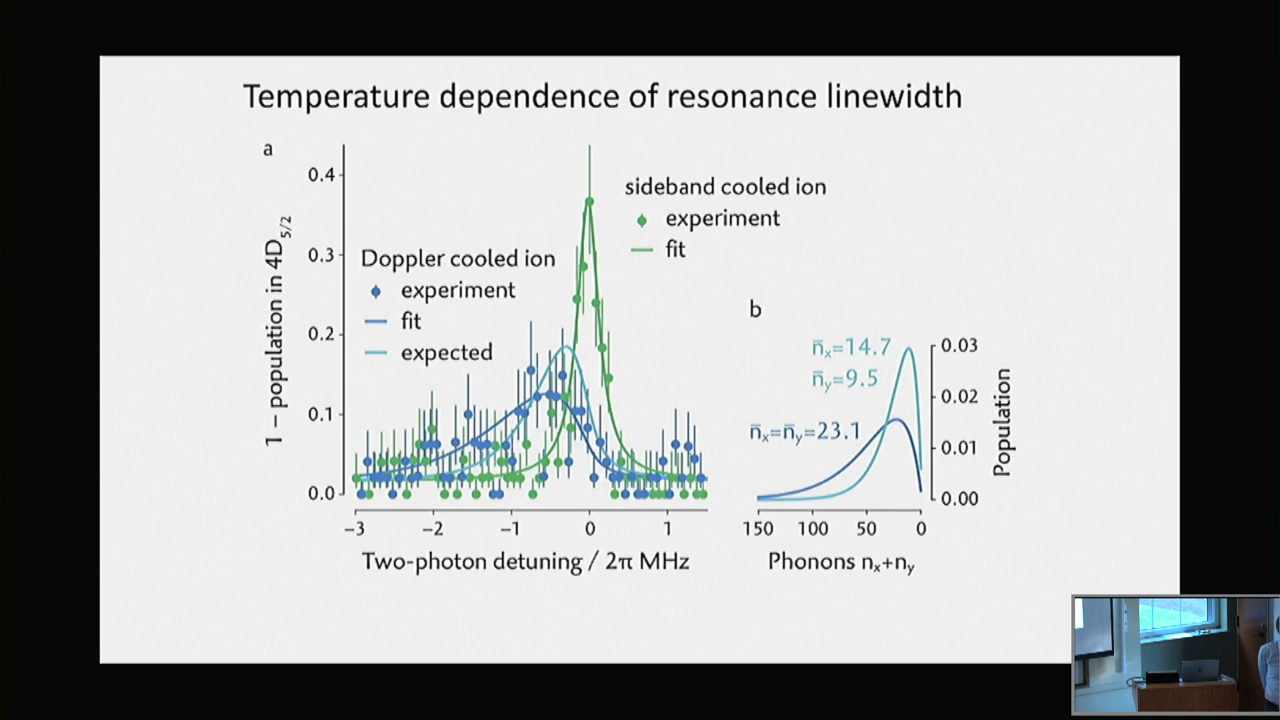 Temperature dependence of resonance linewidth
a
0.4
0.3
0.2
0.1
0.0
1 – population in 4D5/2
Doppler cooled ion
experiment
fit
expected
sideband cooled ion
experiment
fit
−3 −2 −1 0 1
Two-photon detuning / 2π MHz
b
n̅x=14.7
n̅y=9.5
n̅x=n̅y=23.1
0.03
0.02
0.01
0.00
Population
150 100 50 0
Phonons nx+ny